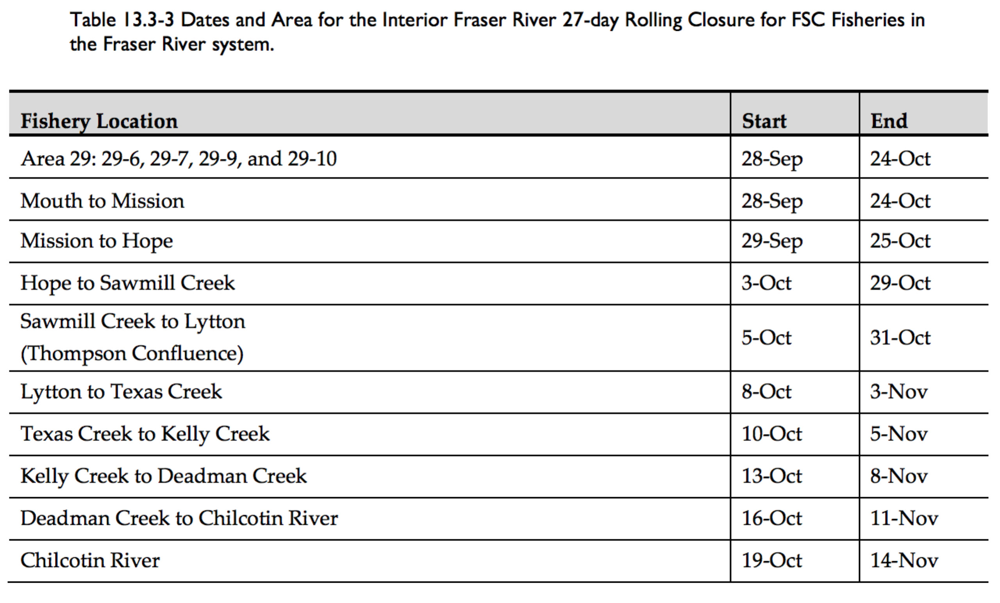 Table 13.3-3 Dates and Area for the Interior Fraser River 27-day Rolling Closure for FSC Fisheries in
the Fraser River system.
Fishery Location Start End
Area 29: 29-6, 29-7, 29-9, and 29-10 28-Sep 24-Oct
Mouth to Mission 28-Sep 24-Oct
Mission to Hope 29-Sep 25-Oct
Hope to Sawmill Creek 3-Oct 29-Oct
Sawmill Creek to Lytton
(Thompson Confluence) 5-Oct 31-Oct
Lytton to Texas Creek 8-Oct 3-Nov
Texas Creek to Kelly Creek 10-Oct 5-Nov
Kelly Creek to Deadman Creek 13-Oct 8-Nov
Deadman Creek to Chilcotin River 16-Oct 11-Nov
Chilcotin River 19-Oct 14-Nov